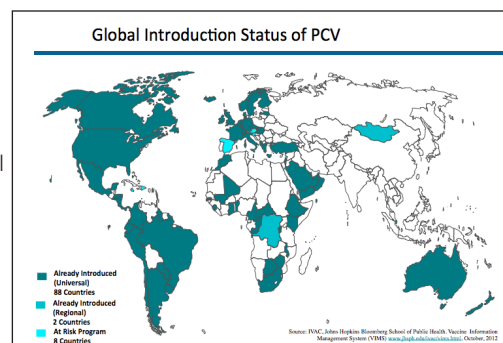 Global Introduction Status of PCV
Already Introduced
(Universal)
88 Countries
Already Introduced
(Regional)
2 Countries
At Risk Program
8 Countries
Source: IVAC, Johns Hopkins Bloomberg School of Public Health. Vaccine Information
Management System (VIMS) www.jhsph.edu/ivac/vims.html, October, 2012